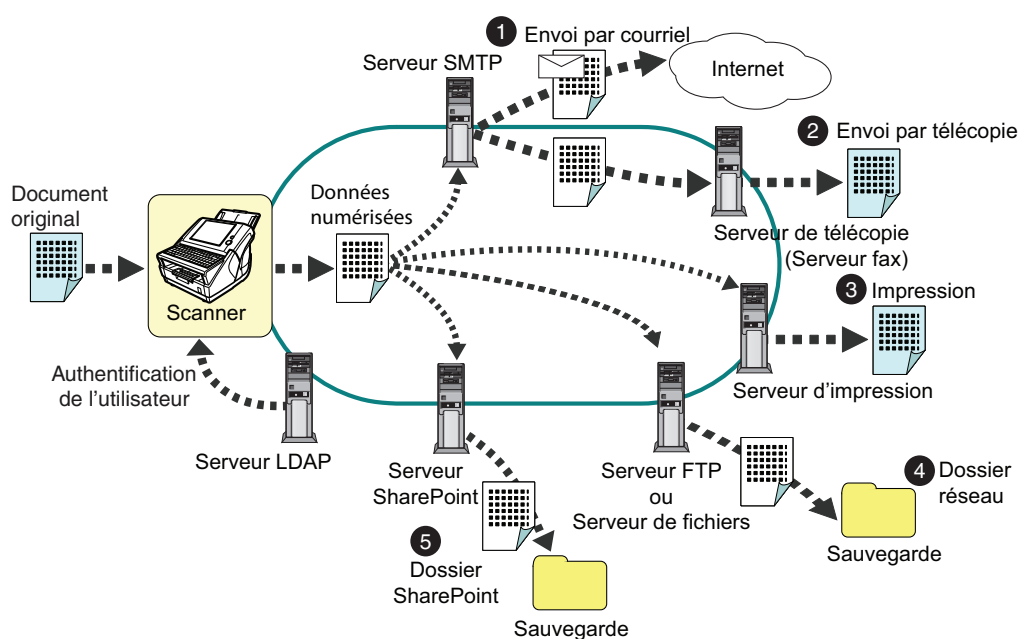 1 Envoi par courriel
Serveur SMTP
Internet
2 Envoi par télécopie
Document
original
Données
numérisées
Serveur de télécopie
(Serveur fax)
Scanner
3 Impression
Authentification
de l'utilisateur
Serveur d'impression
Serveur LDAP
Serveur
SharePoint
Serveur FTP
ou
Serveur de fichiers
4 Dossier
réseau
Sauvegarde
5
Dossier
SharePoint
Sauvegarde